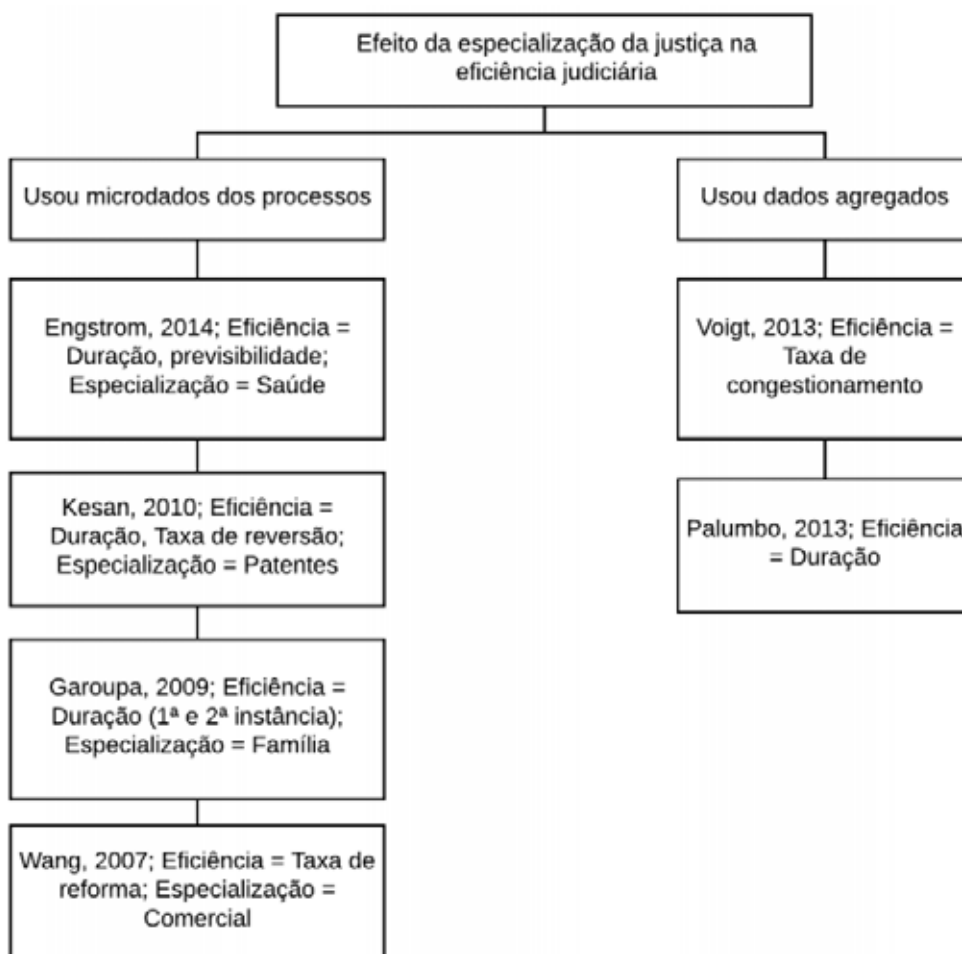 Efeito da especialização da justiça na
eficiência judiciária
Usou microdados dos processos
Usou dados agregados
Engstrom, 2014; Eficiência =
Duração, previsibilidade;
Especialização = Saúde
Voigt, 2013; Eficiência =
Taxa de
congestionamento
Kesan, 2010; Eficiência =
Duração, Taxa de reversão;
Especialização = Patentes
Palumbo, 2013; Eficiência
= Duração
Garoupa, 2009; Eficiência =
Duração (1ª e 2ª instância);
Especialização = Família
Wang, 2007; Eficiência = Taxa de
reforma; Especialização =
Comercial